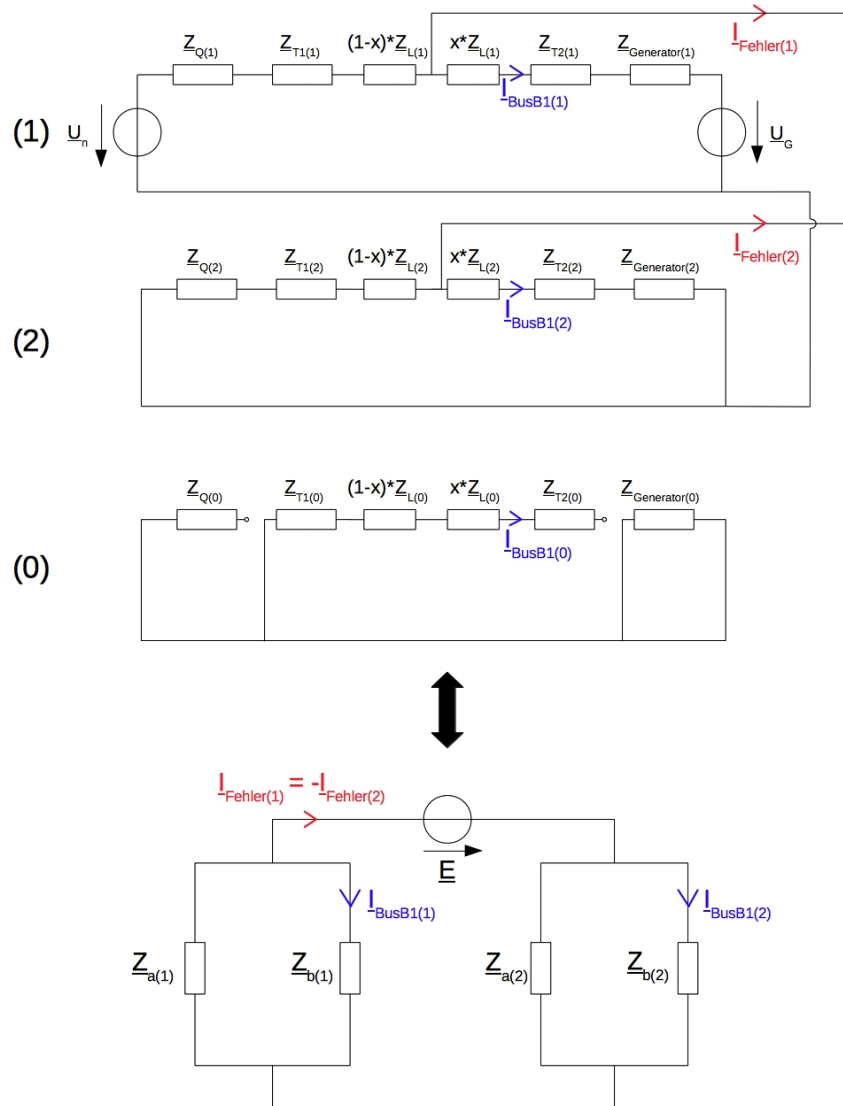 Z_Q(1) Z_T1(1) (1-x)*Z_L(1) x*Z_L(1) Z_T2(1) Z_Generator(1) I_Fehler(1)
I_BusB1(1)
(1) U_n U_G
Z_Q(2) Z_T1(2) (1-x)*Z_L(2) x*Z_L(2) Z_T2(2) Z_Generator(2) I_Fehler(2)
I_BusB1(2)
(2)
Z_Q(0) Z_T1(0) (1-x)*Z_L(0) x*Z_L(0) Z_T2(0) Z_Generator(0)
I_BusB1(0)
(0)
I_Fehler(1) = -I_Fehler(2)
E
I_BusB1(1) I_BusB1(2)
Z_a(1) Z_b(1) Z_a(2) Z_b(2)